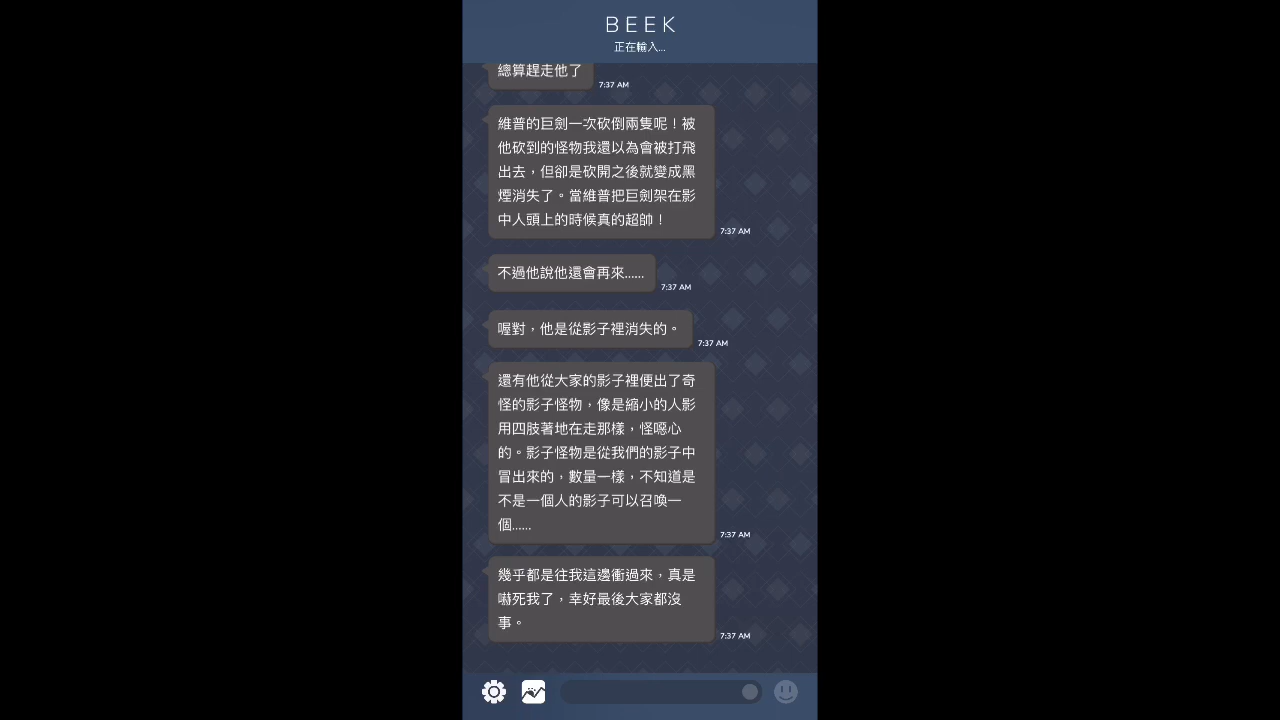 BEEK
正在輸入...
總算趕走他了
7:37 AM
維普的巨劍一次砍倒兩隻呢！被
他砍到的怪物我還以為會被打飛
出去，但卻是砍開之後就變成黑
煙消失了。當維普把巨劍架在影
中人頭上的時候真的超帥！
7:37 AM
不過他說他還會再來......
7:37 AM
喔對，他是從影子裡消失的。
7:37 AM
還有他從大家的影子裡便出了奇
怪的影子怪物，像是縮小的人影
用四肢著地在走那樣，怪噁心
的。影子怪物是從我們的影子中
冒出來的，數量一樣，不知道是
不是一個人的影子可以召喚一
個......
7:37 AM
幾乎都是往我這邊衝過來，真是
嚇死我了，幸好最後大家都沒
事。
7:37 AM